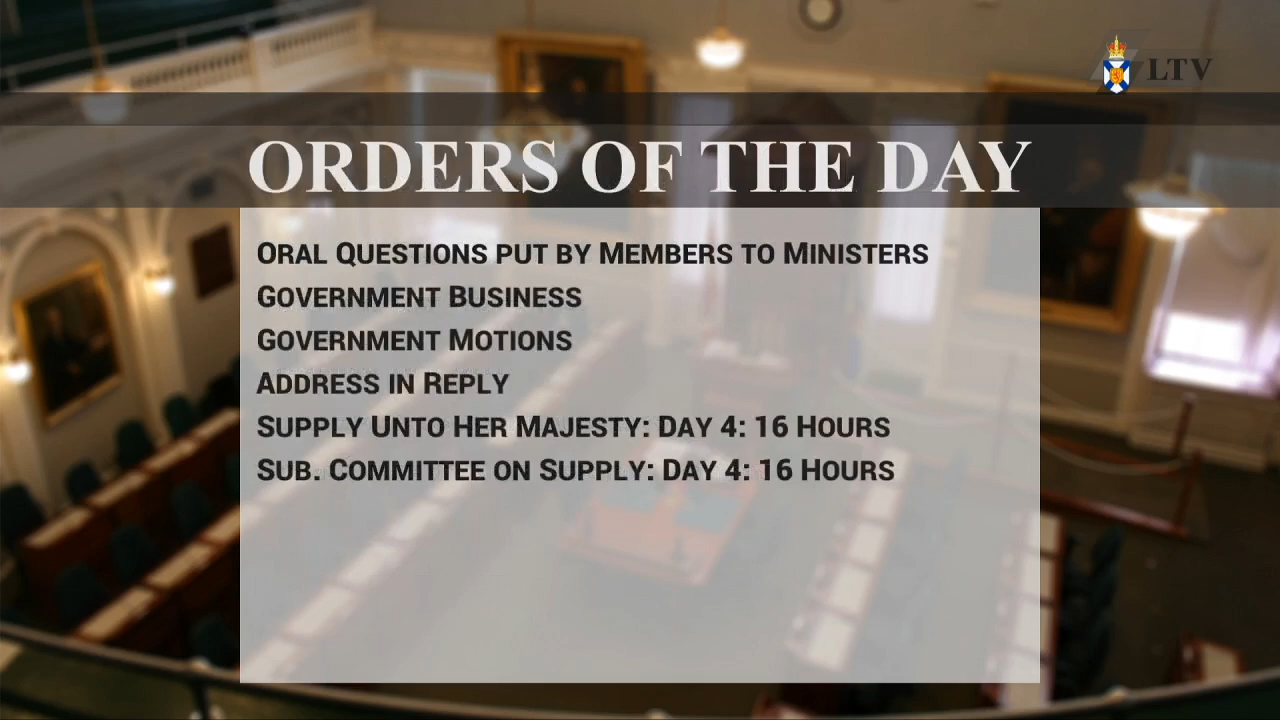 LTV
ORDERS OF THE DAY
ORAL QUESTIONS PUT BY MEMBERS TO MINISTERS
GOVERNMENT BUSINESS
GOVERNMENT MOTIONS
ADDRESS IN REPLY
SUPPLY UNTO HER MAJESTY: DAY 4: 16 HOURS
SUB. COMMITTEE ON SUPPLY: DAY 4: 16 HOURS